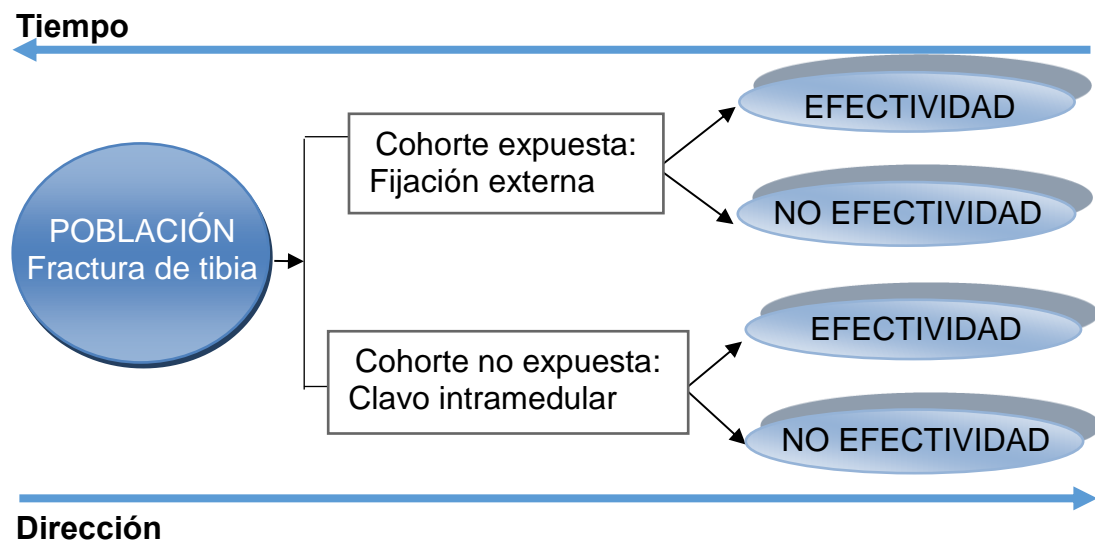 Tiempo
POBLACIÓN
Fractura de tibia
Cohorte expuesta:
Fijación externa
EFECTIVIDAD
NO EFECTIVIDAD
Cohorte no expuesta:
Clavo intramedular
EFECTIVIDAD
NO EFECTIVIDAD
Dirección